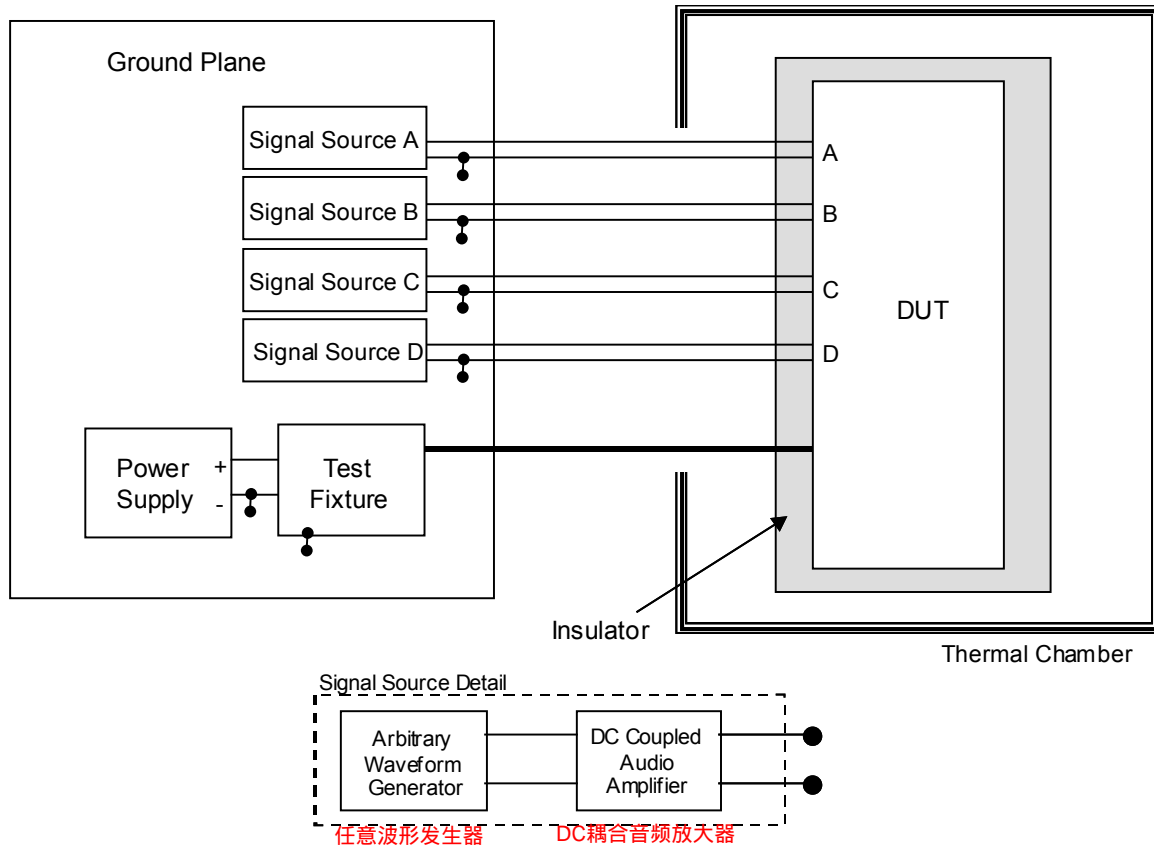 Ground Plane
Signal Source A
Signal Source B
Signal Source C
Signal Source D
A
B
C
D
DUT
Power
Supply
+
-
Test
Fixture
Insulator
Thermal Chamber
Signal Source Detail
Arbitrary
Waveform
Generator
DC Coupled
Audio
Amplifier
任意波形发生器
DC耦合音频放大器